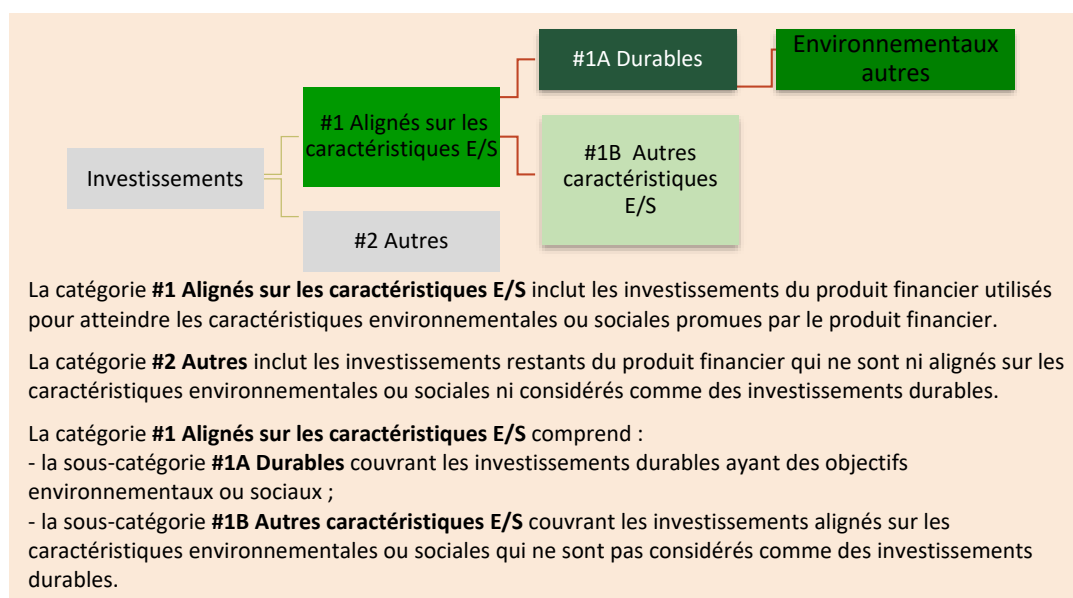 #1A Durables
Environnementaux
autres
#1 Alignés sur les
caractéristiques E/S
#1B Autres
caractéristiques
E/S
Investissements
#2 Autres
La catégorie #1 Alignés sur les caractéristiques E/S inclut les investissements du produit financier utilisés
pour atteindre les caractéristiques environnementales ou sociales promues par le produit financier.
La catégorie #2 Autres inclut les investissements restants du produit financier qui ne sont ni alignés sur les
caractéristiques environnementales ou sociales ni considérés comme des investissements durables.
La catégorie #1 Alignés sur les caractéristiques E/S comprend :
- la sous-catégorie #1A Durables couvrant les investissements durables ayant des objectifs
environnementaux ou sociaux ;
- la sous-catégorie #1B Autres caractéristiques E/S couvrant les investissements alignés sur les
caractéristiques environnementales ou sociales qui ne sont pas considérés comme des investissements
durables.